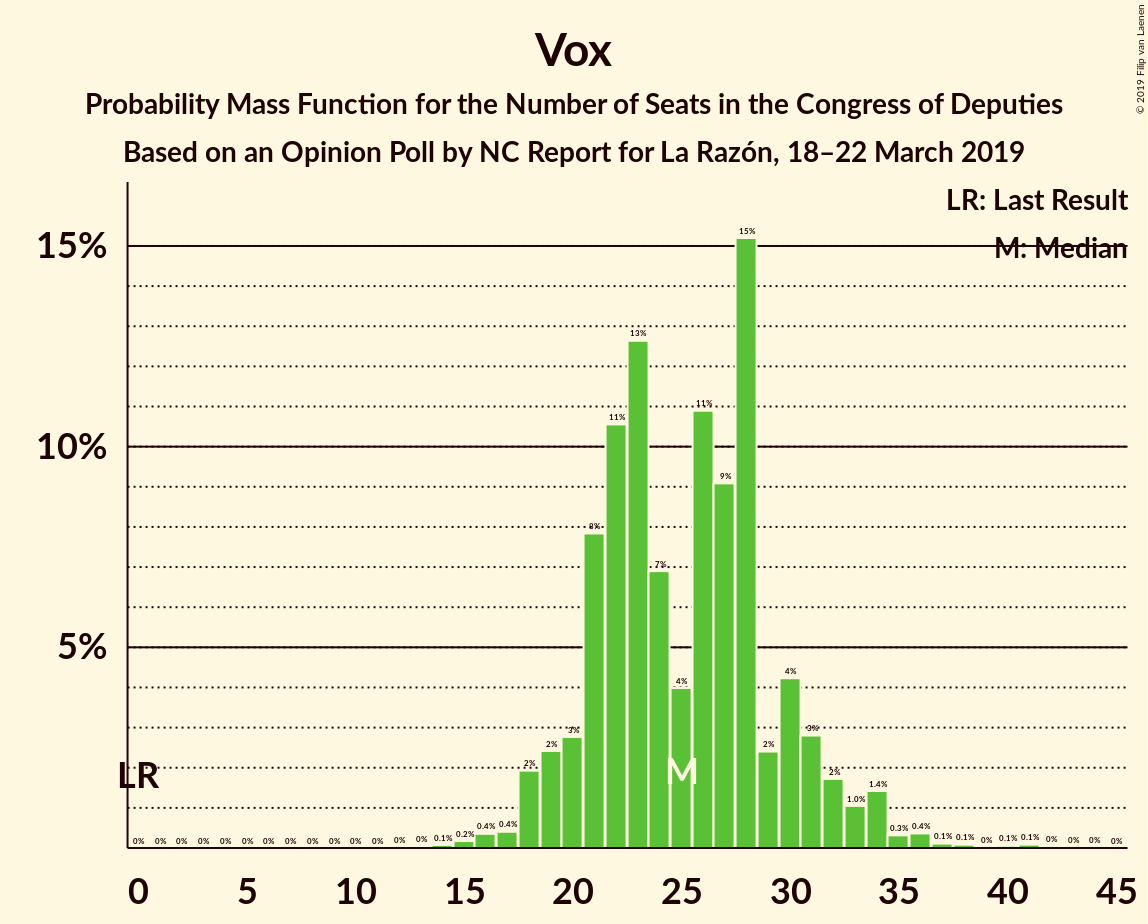 Vox
Probability Mass Function for the Number of Seats in the Congress of Deputies
Based on an Opinion Poll by NC Report for La Razón, 18–22 March 2019
© 2019 Filip van Laenen
LR: Last Result
M: Median
15%
10%
5%
0% 0% 0% 0% 0% 0% 0% 0% 0% 0% 0% 0% 0% 0% 0.1% 0.2% 0.4% 0.4% 2% 2% 3% 8% 11% 13% 7% 4% 11% 9% 15% 2% 4% 3% 2% 1.0% 1.4% 0.3% 0.4% 0.1% 0.1% 0% 0.1% 0.1% 0% 0% 0% 0%
LR M
0 5 10 15 20 25 30 35 40 45